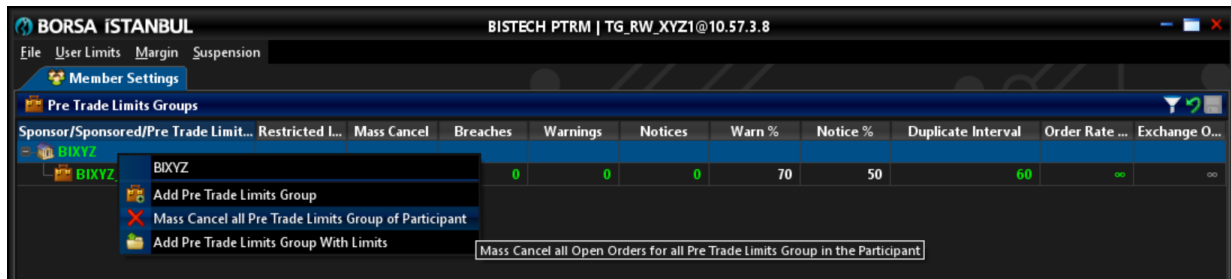 BORSA İSTANBUL
BISTECH PTRM | TG_RW_XYZ1@10.57.3.8
File User Limits Margin Suspension
Member Settings
Pre Trade Limits Groups
Sponsor/Sponsored/Pre Trade Limit... Restricted I... Mass Cancel Breaches Warnings Notices Warn % Notice % Duplicate Interval Order Rate ... Exchange O...
BIXYZ
BIXYZ_ 0 0 0 70 50 60 ∞ ∞
BIXYZ
Add Pre Trade Limits Group
Mass Cancel all Pre Trade Limits Group of Participant
Add Pre Trade Limits Group With Limits
Mass Cancel all Open Orders for all Pre Trade Limits Group in the Participant